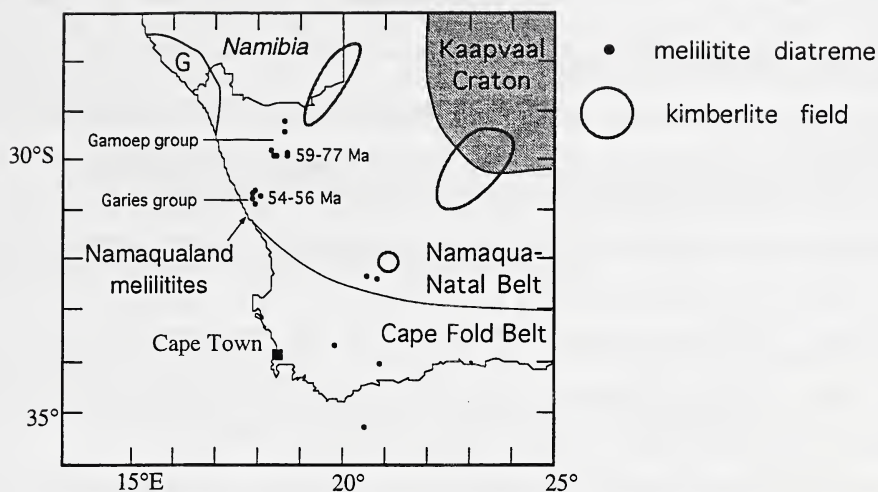 Namibia
Kaapvaal
Craton
melilitite diatreme
G
kimberlite field
Gamoep group
30°S
59-77 Ma
Garies group
54-56 Ma
Namaqualand
melilitites
Namaqua-
Natal Belt
Cape Fold Belt
Cape Town
35°
15°E
20°
25°